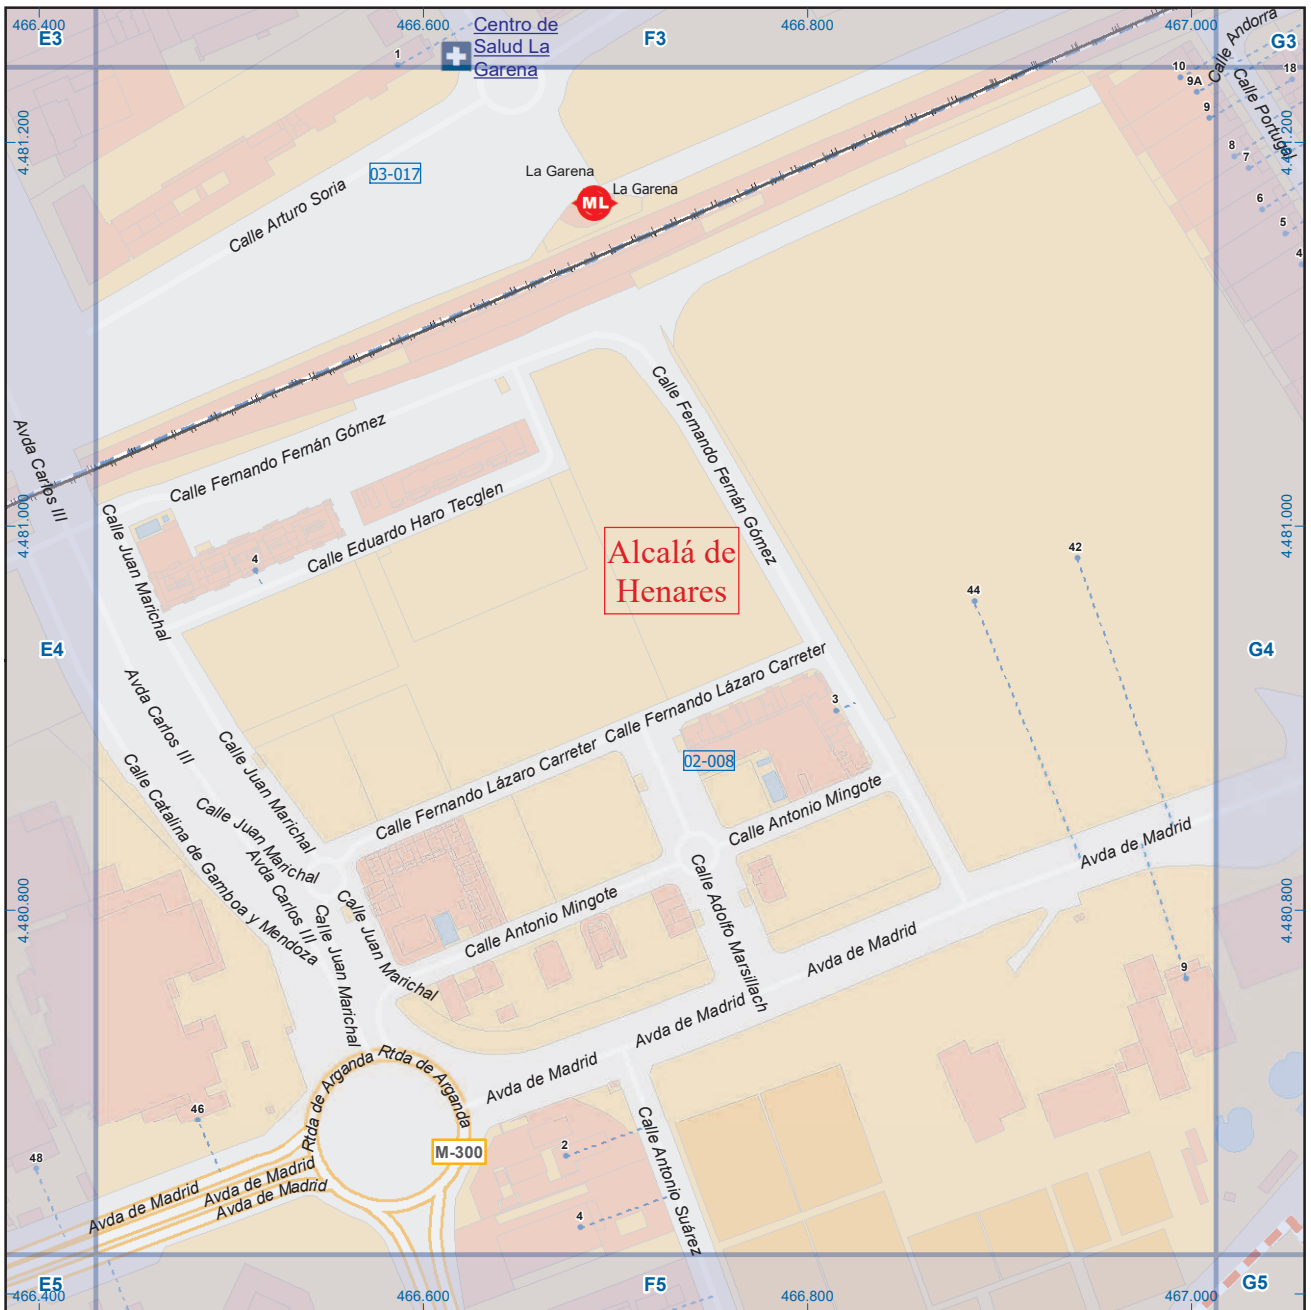 466.400
466.600
466.800
467.000
E3
F3
G3
Centro de
Salud La
Garena
1
10
9A
9
18
8
7
6
5
4
Calle Andorra
Calle Portugal
4.481.200
4.481.200
03-017
La Garena
La Garena
ML
Calle Arturo Soria
Avda Carlos III
Calle Fernando Fernán Gómez
Calle Fernando Fernán Gómez
Calle Eduardo Haro Tecglen
Calle Juan Marichal
4
4.481.000
4.481.000
Alcalá de
Henares
42
44
E4
G4
Avda Carlos III
Calle Juan Marichal
Calle Fernando Lázaro Carreter
Calle Fernando Lázaro Carreter
3
02-008
Calle Catalina de Gamboa y Mendoza
Calle Juan Marichal
Avda Carlos III
Calle Antonio Mingote
Avda de Madrid
Calle Juan Marichal
Calle Juan Marichal
Calle Antonio Mingote
Calle Adolfo Marsillach
Avda de Madrid
4.480.800
4.480.800
9
Avda de Madrid
Avda de Madrid
Rtda de Arganda
Rtda de Arganda
M-300
46
48
2
4
Calle Antonio Suárez
Avda de Madrid
Avda de Madrid
Avda de Madrid
E5
F5
G5
466.400
466.600
466.800
467.000